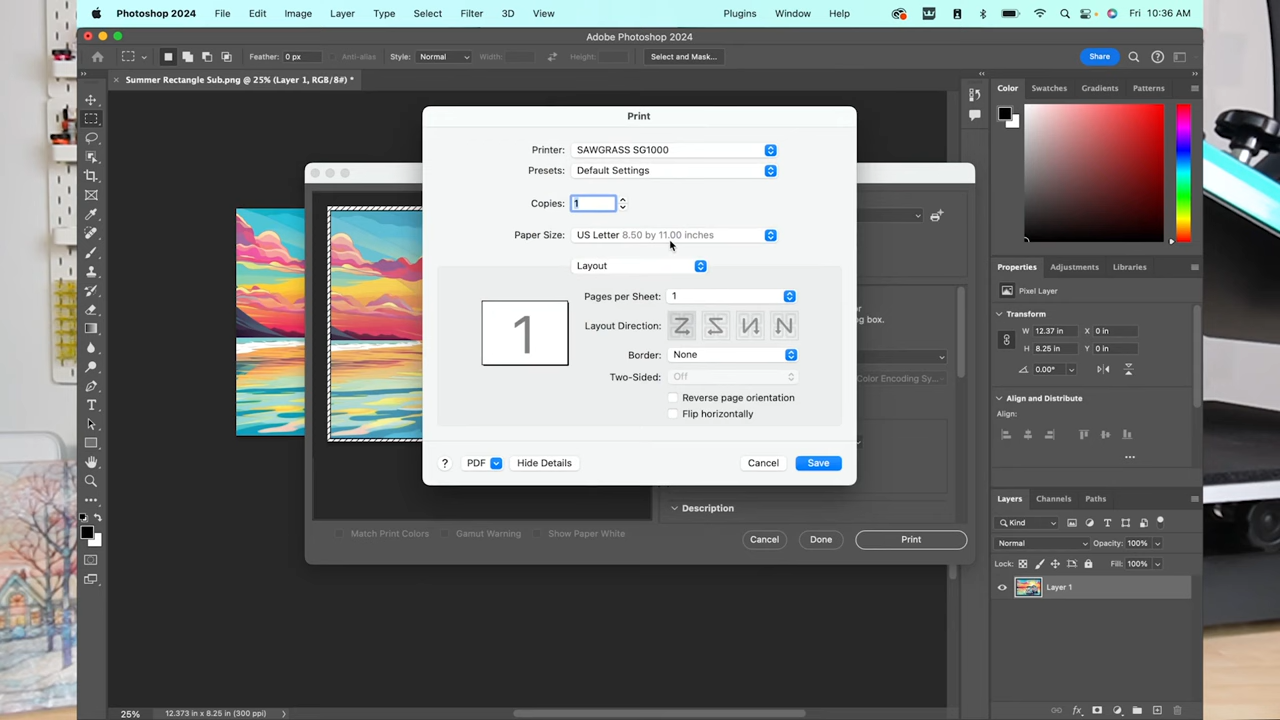 Photoshop 2024 File Edit Image Layer Type Select Filter 3D View Plugins Window Help Fri 10:36 AM
Adobe Photoshop 2024
Feather: 0 px Anti-alias Style: Normal Width: Height: Select and Mask... Share
Summer Rectangle Sub.png @ 25% (Layer 1, RGB/8#) *
Color Swatches Gradients Patterns
Print
Printer: SAWGRASS SG1000
Presets: Default Settings
Copies: 1
Paper Size: US Letter 8.50 by 11.00 inches
Layout
Pages per Sheet: 1
1
Layout Direction:
Border: None
Two-Sided: Off
Reverse page orientation
Flip horizontally
? PDF Hide Details Cancel Save
or
ng box.
Color Encoding Sy...
Description
Match Print Colors Gamut Warning Show Paper White
Cancel Done Print
Properties Adjustments Libraries
Pixel Layer
Transform
W 12.37 in X 0 in
H 8.25 in Y 0 in
0.00°
Align and Distribute
Align:
Layers Channels Paths
Kind
Normal Opacity: 100%
Lock: Fill: 100%
Layer 1
25% 12.373 in x 8.25 in (300 ppi)